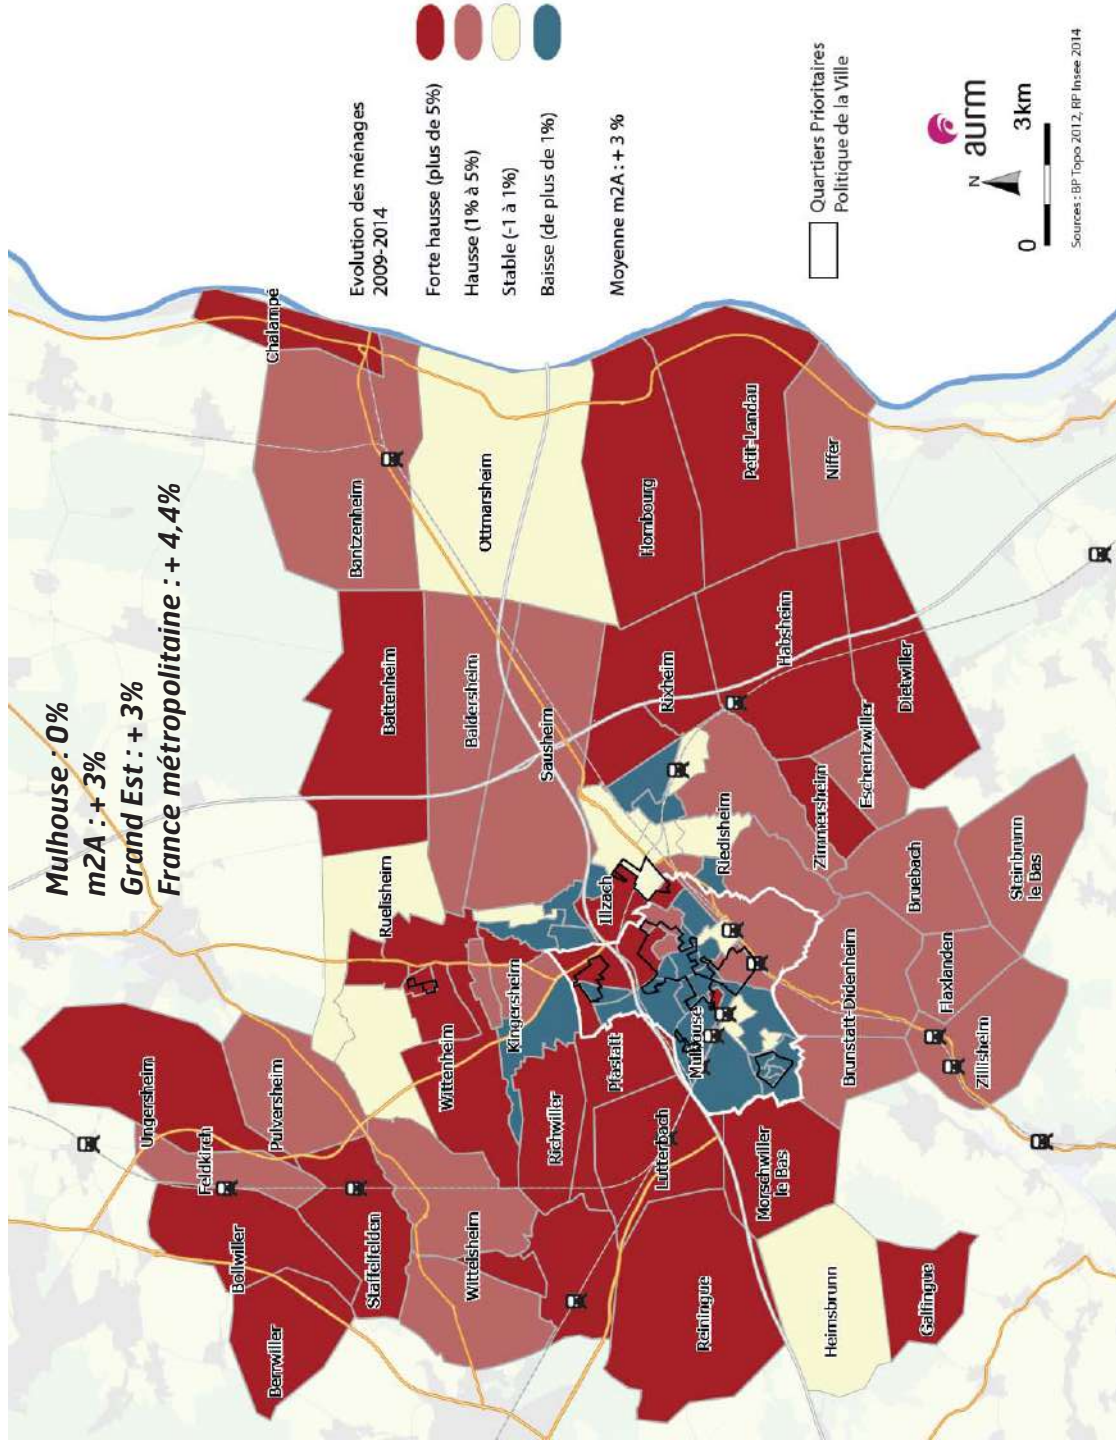 Mulhouse : 0%
m2A : + 3%
Grand Est : + 3%
France métropolitaine : + 4,4%
Evolution des ménages
2009-2014
Forte hausse (plus de 5%)
Hausse (1% à 5%)
Stable (-1 à 1%)
Baisse (de plus de 1%)
Moyenne m2A : + 3 %
Quartiers Prioritaires
Politique de la Ville
aurm
N
0
3km
Sources : BP Topo 2012, RP Insee 2014
Chalampé
Bantzenheim
Ottmarsheim
Hombourg
Petit-Landau
Niffer
Battenheim
Baldersheim
Sausheim
Rixheim
Habsheim
Dietwiller
Eschentzwiller
Zimmersheim
Riedisheim
Ruelisheim
Illzach
Bruebach
Steinbrunn
le Bas
Flaxlanden
Brunstatt-Didenheim
Zillisheim
Kingersheim
Wittenheim
Mulhouse
Pfastatt
Richwiller
Lutterbach
Morschwiller
le Bas
Ungersheim
Pulversheim
Feldkirch
Bollwiller
Staffelfelden
Berrwiller
Wittelsheim
Reiningue
Heimsbrunn
Galfingue